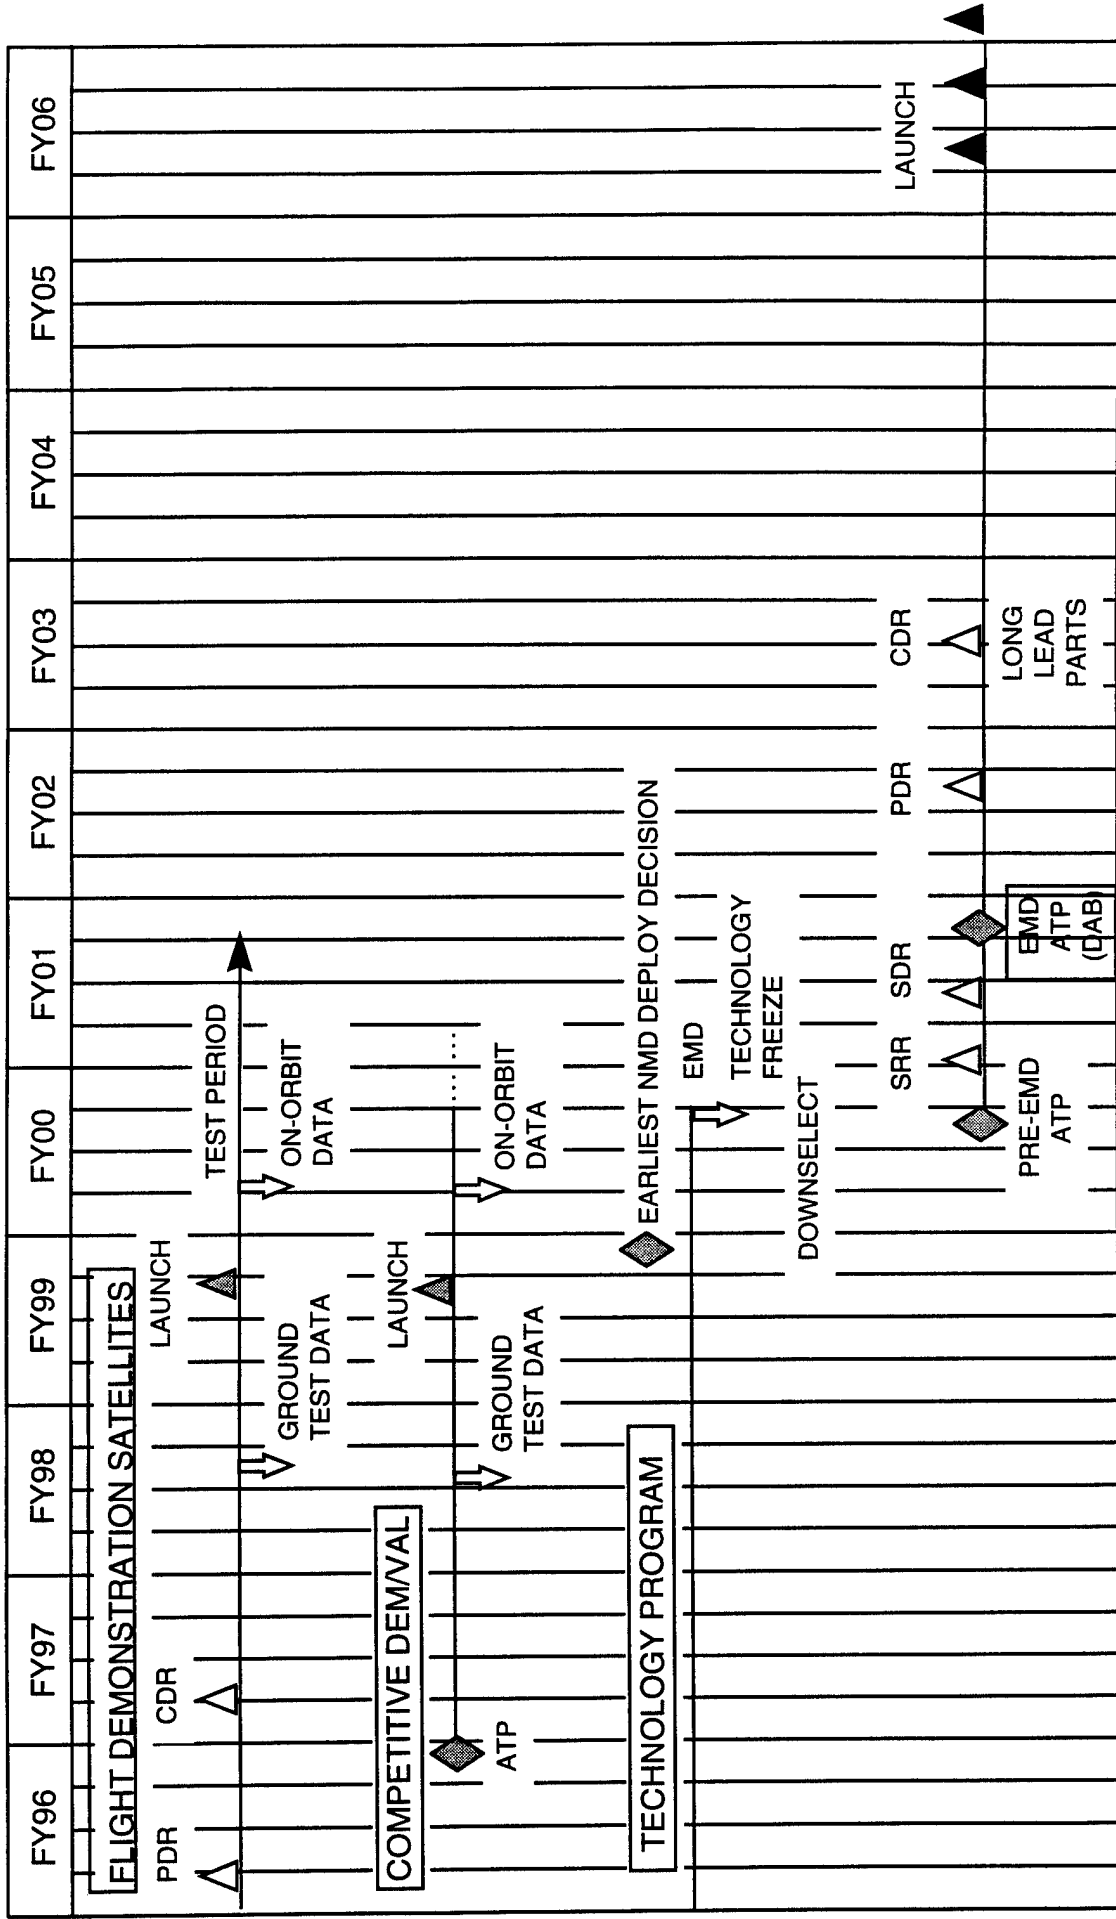 FY96
FY97
FY98
FY99
FY00
FY01
FY02
FY03
FY04
FY05
FY06
FLIGHT DEMONSTRATION SATELLITES
PDR
CDR
LAUNCH
TEST PERIOD
GROUND
TEST DATA
ON-ORBIT
DATA
COMPETITIVE DEM/VAL
LAUNCH
ATP
GROUND
TEST DATA
ON-ORBIT
DATA
TECHNOLOGY PROGRAM
EARLIEST NMD DEPLOY DECISION
EMD
TECHNOLOGY
FREEZE
DOWNSELECT
SRR
SDR
PDR
CDR
LAUNCH
PRE-EMD
ATP
EMD
ATP
(DAB)
LONG
LEAD
PARTS